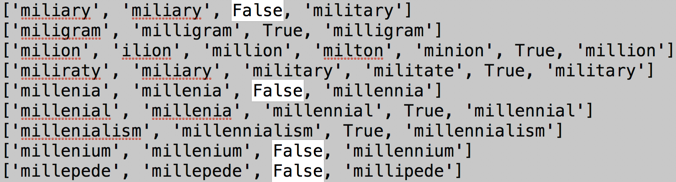 ['miliary', 'miliary', False, 'military']
['miligram', 'milligram', True, 'milligram']
['milion', 'ilion', 'million', 'milton', 'minion', True, 'million']
['miliraty', 'miliary', 'military', 'militate', True, 'military']
['millenia', 'millenia', False, 'millennia']
['millenial', 'millenia', 'millennial', True, 'millennial']
['millenialism', 'millennialism', True, 'millennialism']
['millenium', 'millenium', False, 'millennium']
['millepede', 'millepede', False, 'millipede']